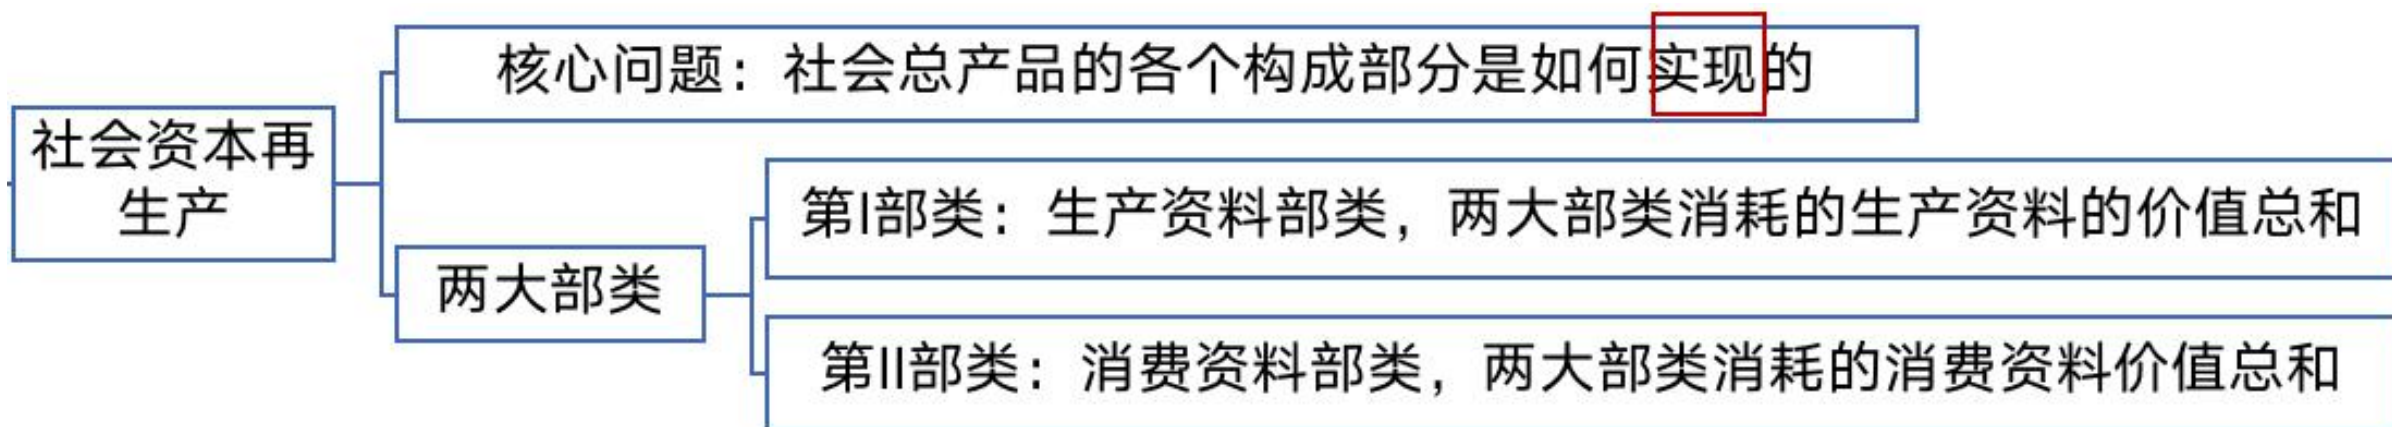 核心问题：社会总产品的各个构成部分是如何实现的
社会资本再
生产
第I部类：生产资料部类，两大部类消耗的生产资料的价值总和
两大部类
第II部类：消费资料部类，两大部类消耗的消费资料价值总和